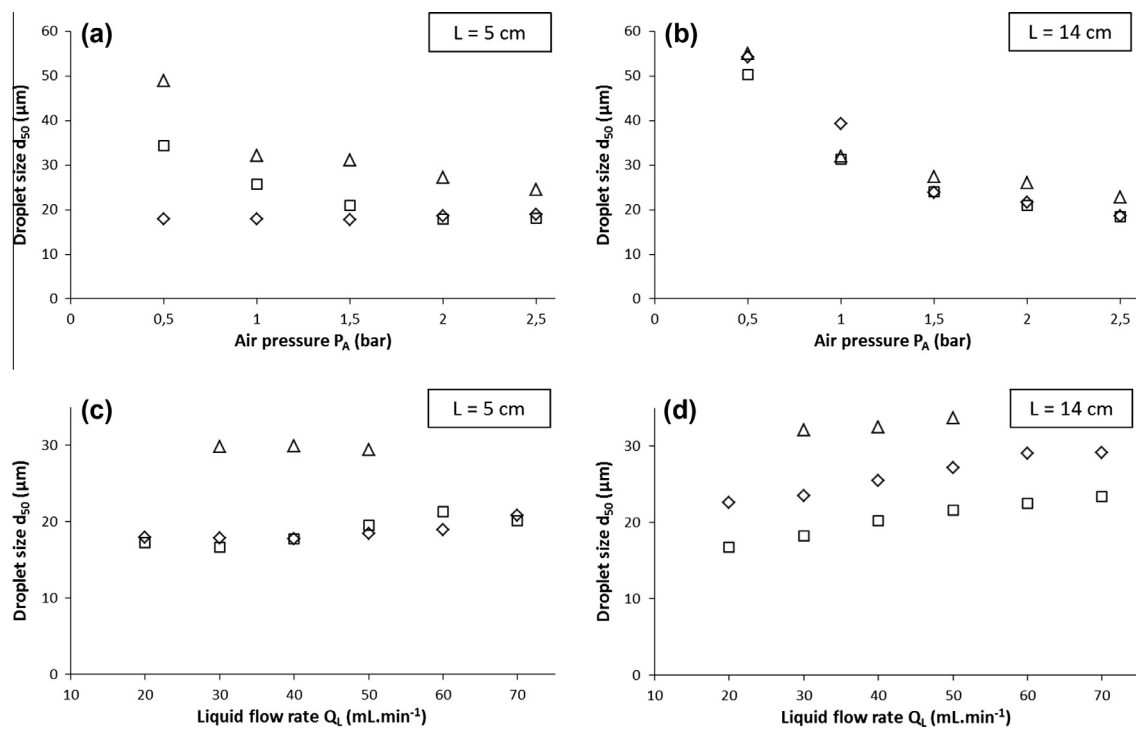 (a)
L = 5 cm
Droplet size d50 (µm)
60
50
40
30
20
10
0
0 0,5 1 1,5 2 2,5
Air pressure PA (bar)
(b)
L = 14 cm
Droplet size d50 (µm)
60
50
40
30
20
10
0
0 0,5 1 1,5 2 2,5
Air pressure PA (bar)
(c)
L = 5 cm
Droplet size d50 (µm)
30
20
10
0
10 20 30 40 50 60 70
Liquid flow rate QL (mL.min⁻¹)
(d)
L = 14 cm
Droplet size d50 (µm)
30
20
10
0
10 20 30 40 50 60 70
Liquid flow rate QL (mL.min⁻¹)